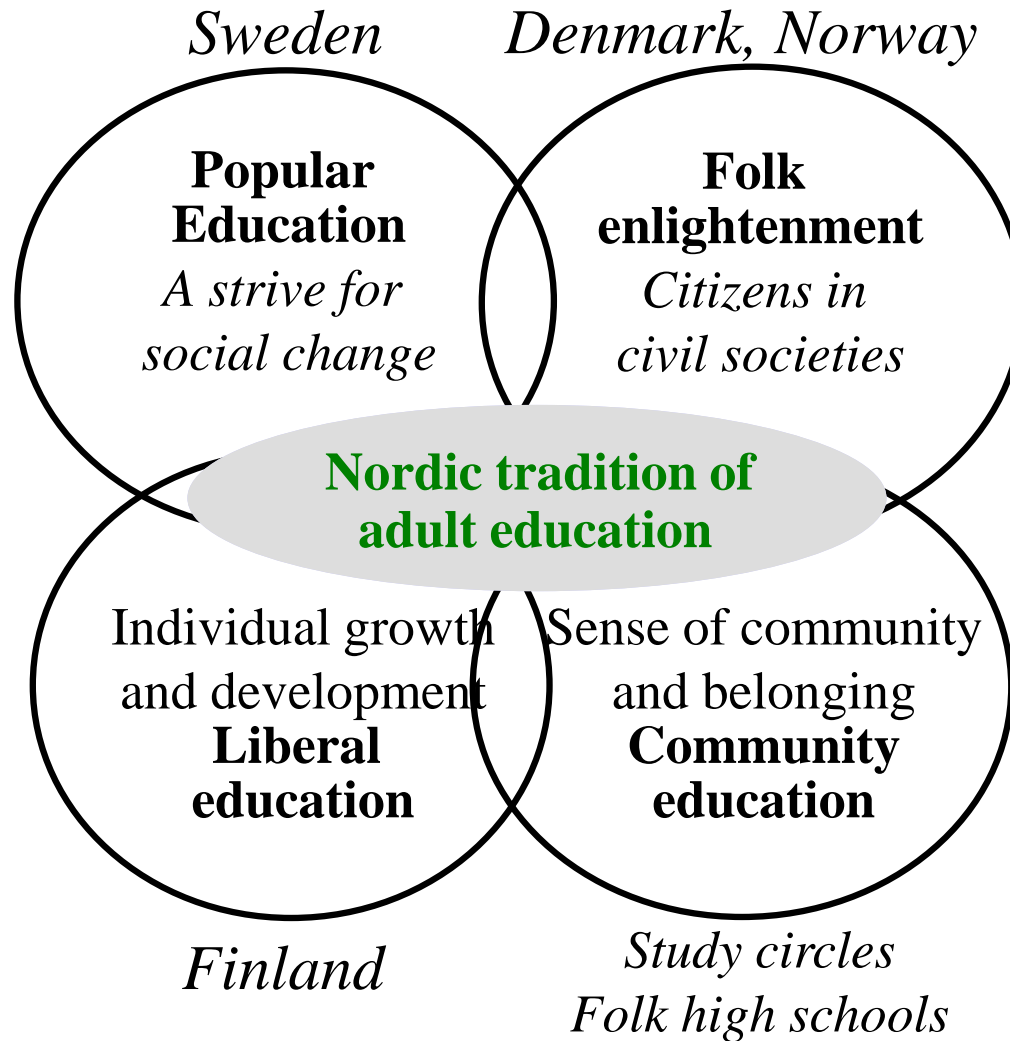 Sweden
Denmark, Norway
Popular
Education
A strive for
social change
Folk
enlightenment
Citizens in
civil societies
Nordic tradition of
adult education
Individual growth
and development
Liberal
education
Sense of community
and belonging
Community
education
Finland
Study circles
Folk high schools